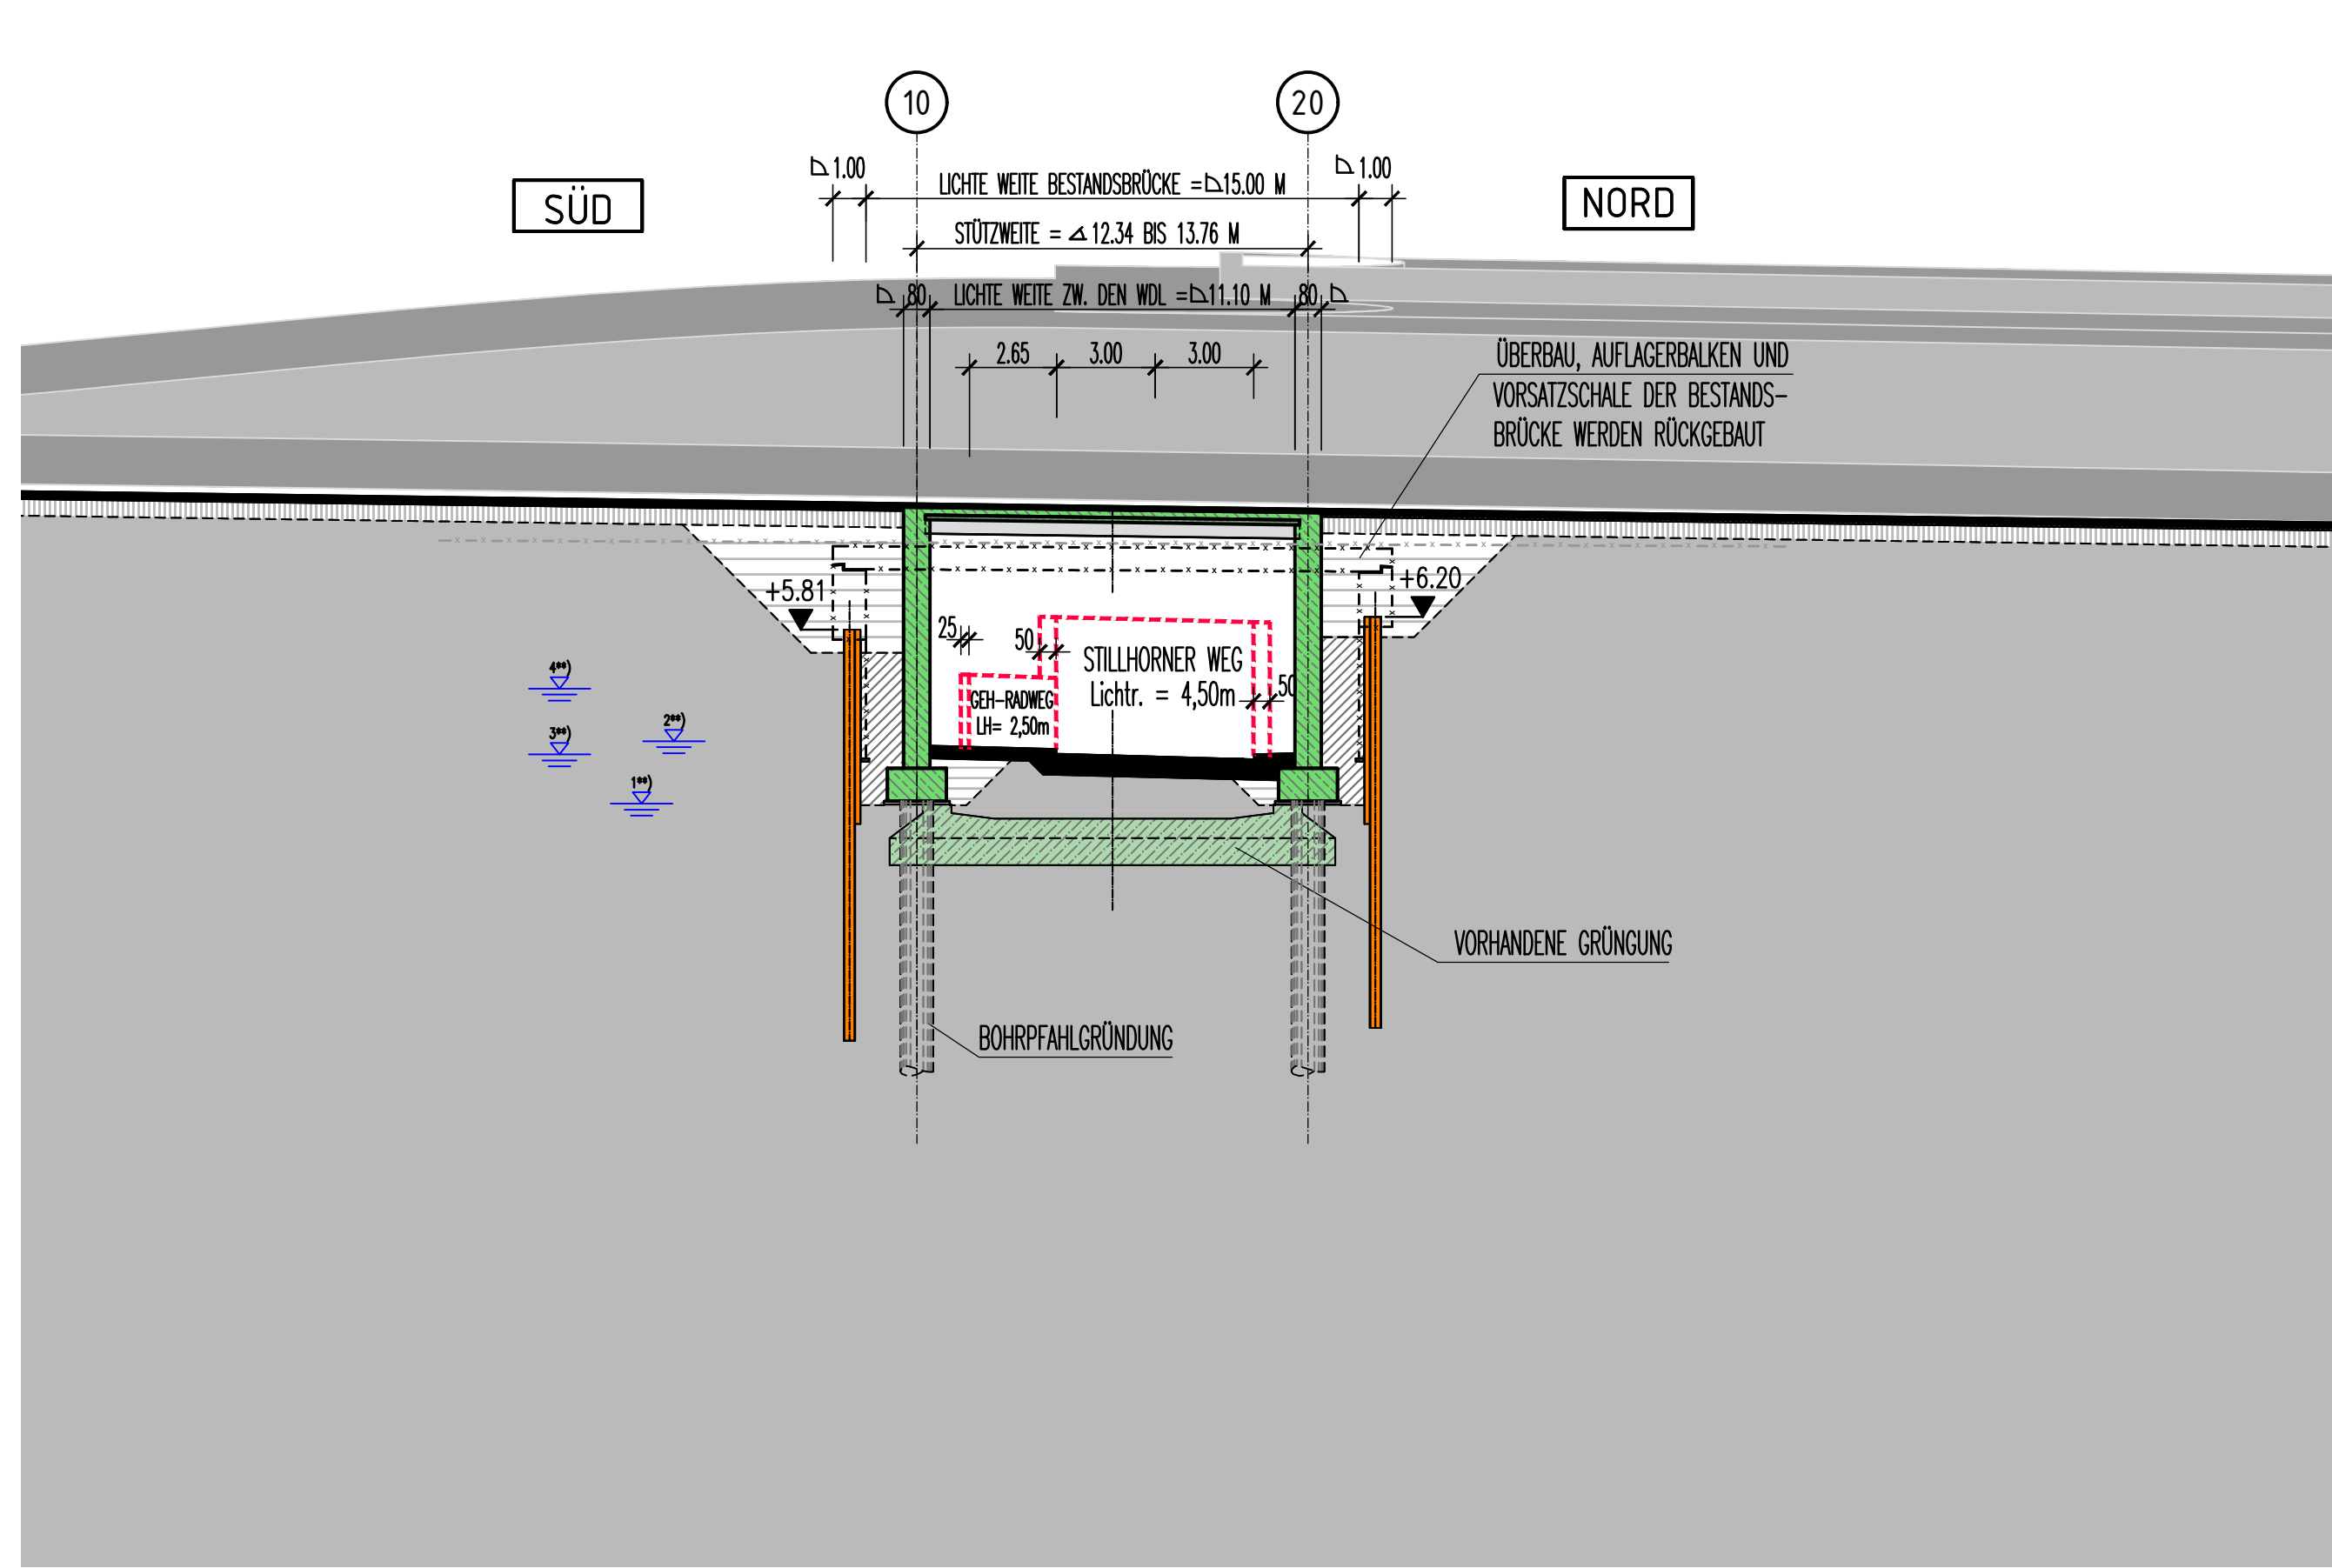 10
20
1.00
1.00
LICHTE WEITE BESTANDSBRÜCKE = 15.00 M
SÜD
NORD
STÜTZWEITE = ∡ 12.34 BIS 13.76 M
80
LICHTE WEITE ZW. DEN WDL = 11.10 M
80
2.65
3.00
3.00
ÜBERBAU, AUFLAGERBALKEN UND
VORSATZSCHALE DER BESTANDS-
BRÜCKE WERDEN RÜCKGEBAUT
+5.81
+6.20
25
50
STILLHORNER WEG
Lichtr. = 4,50m
50
GEH-RADWEG
LH= 2,50m
4**)
3**)
2**)
1**)
VORHANDENE GRÜNGUNG
BOHRPFAHLGRÜNDUNG